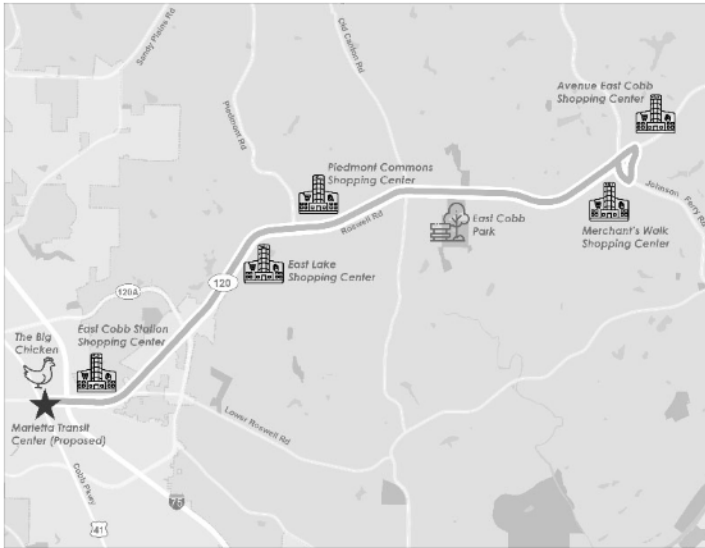 Sandy Plains Rd
Old Canton Rd
Avenue East Cobb
Shopping Center
Piedmont Rd
Piedmont Commons
Shopping Center
Johnson Ferry Rd
Roswell Rd
East Cobb
Park
Merchant's Walk
Shopping Center
East Lake
Shopping Center
120
120A
East Cobb Station
Shopping Center
The Big
Chicken
Marietta Transit
Center (Proposed)
Lower Roswell Rd
Cobb Pkwy
75
41